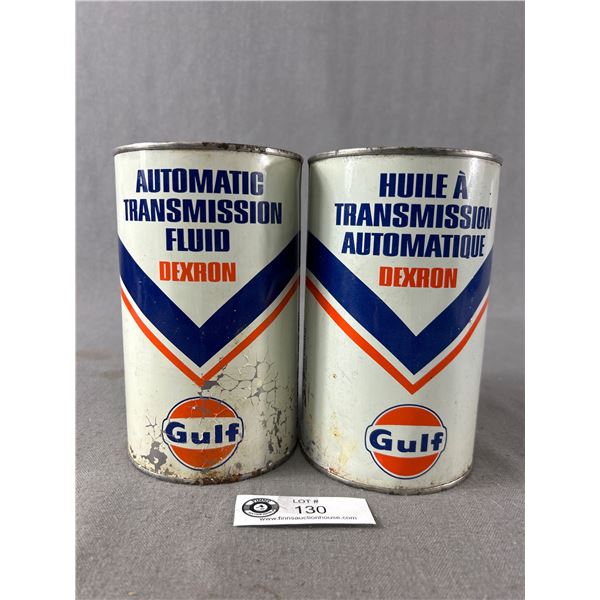 AUTOMATIC
TRANSMISSION
FLUID
DEXRON
Gulf
HUILE À
TRANSMISSION
AUTOMATIQUE
DEXRON
Gulf
LOT #
130
www.finnsauctionhouse.com